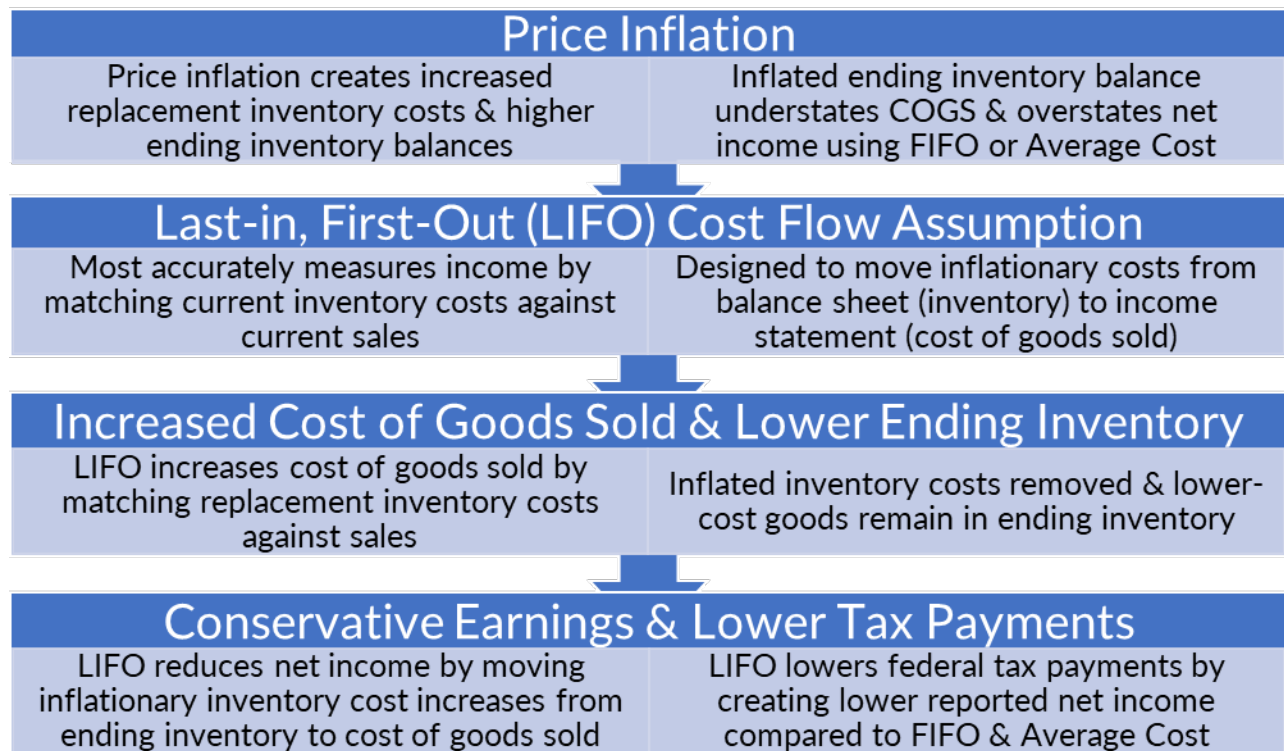 Price Inflation
Price inflation creates increased
replacement inventory costs & higher
ending inventory balances
Inflated ending inventory balance
understates COGS & overstates net
income using FIFO or Average Cost
Last-in, First-Out (LIFO) Cost Flow Assumption
Most accurately measures income by
matching current inventory costs against
current sales
Designed to move inflationary costs from
balance sheet (inventory) to income
statement (cost of goods sold)
Increased Cost of Goods Sold & Lower Ending Inventory
LIFO increases cost of goods sold by
matching replacement inventory costs
against sales
Inflated inventory costs removed & lower-
cost goods remain in ending inventory
Conservative Earnings & Lower Tax Payments
LIFO reduces net income by moving
inflationary inventory cost increases from
ending inventory to cost of goods sold
LIFO lowers federal tax payments by
creating lower reported net income
compared to FIFO & Average Cost